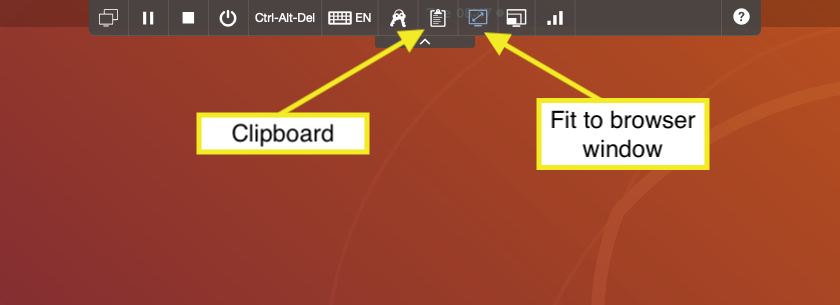 Ctrl-Alt-Del EN ?
Clipboard
Fit to browser
window